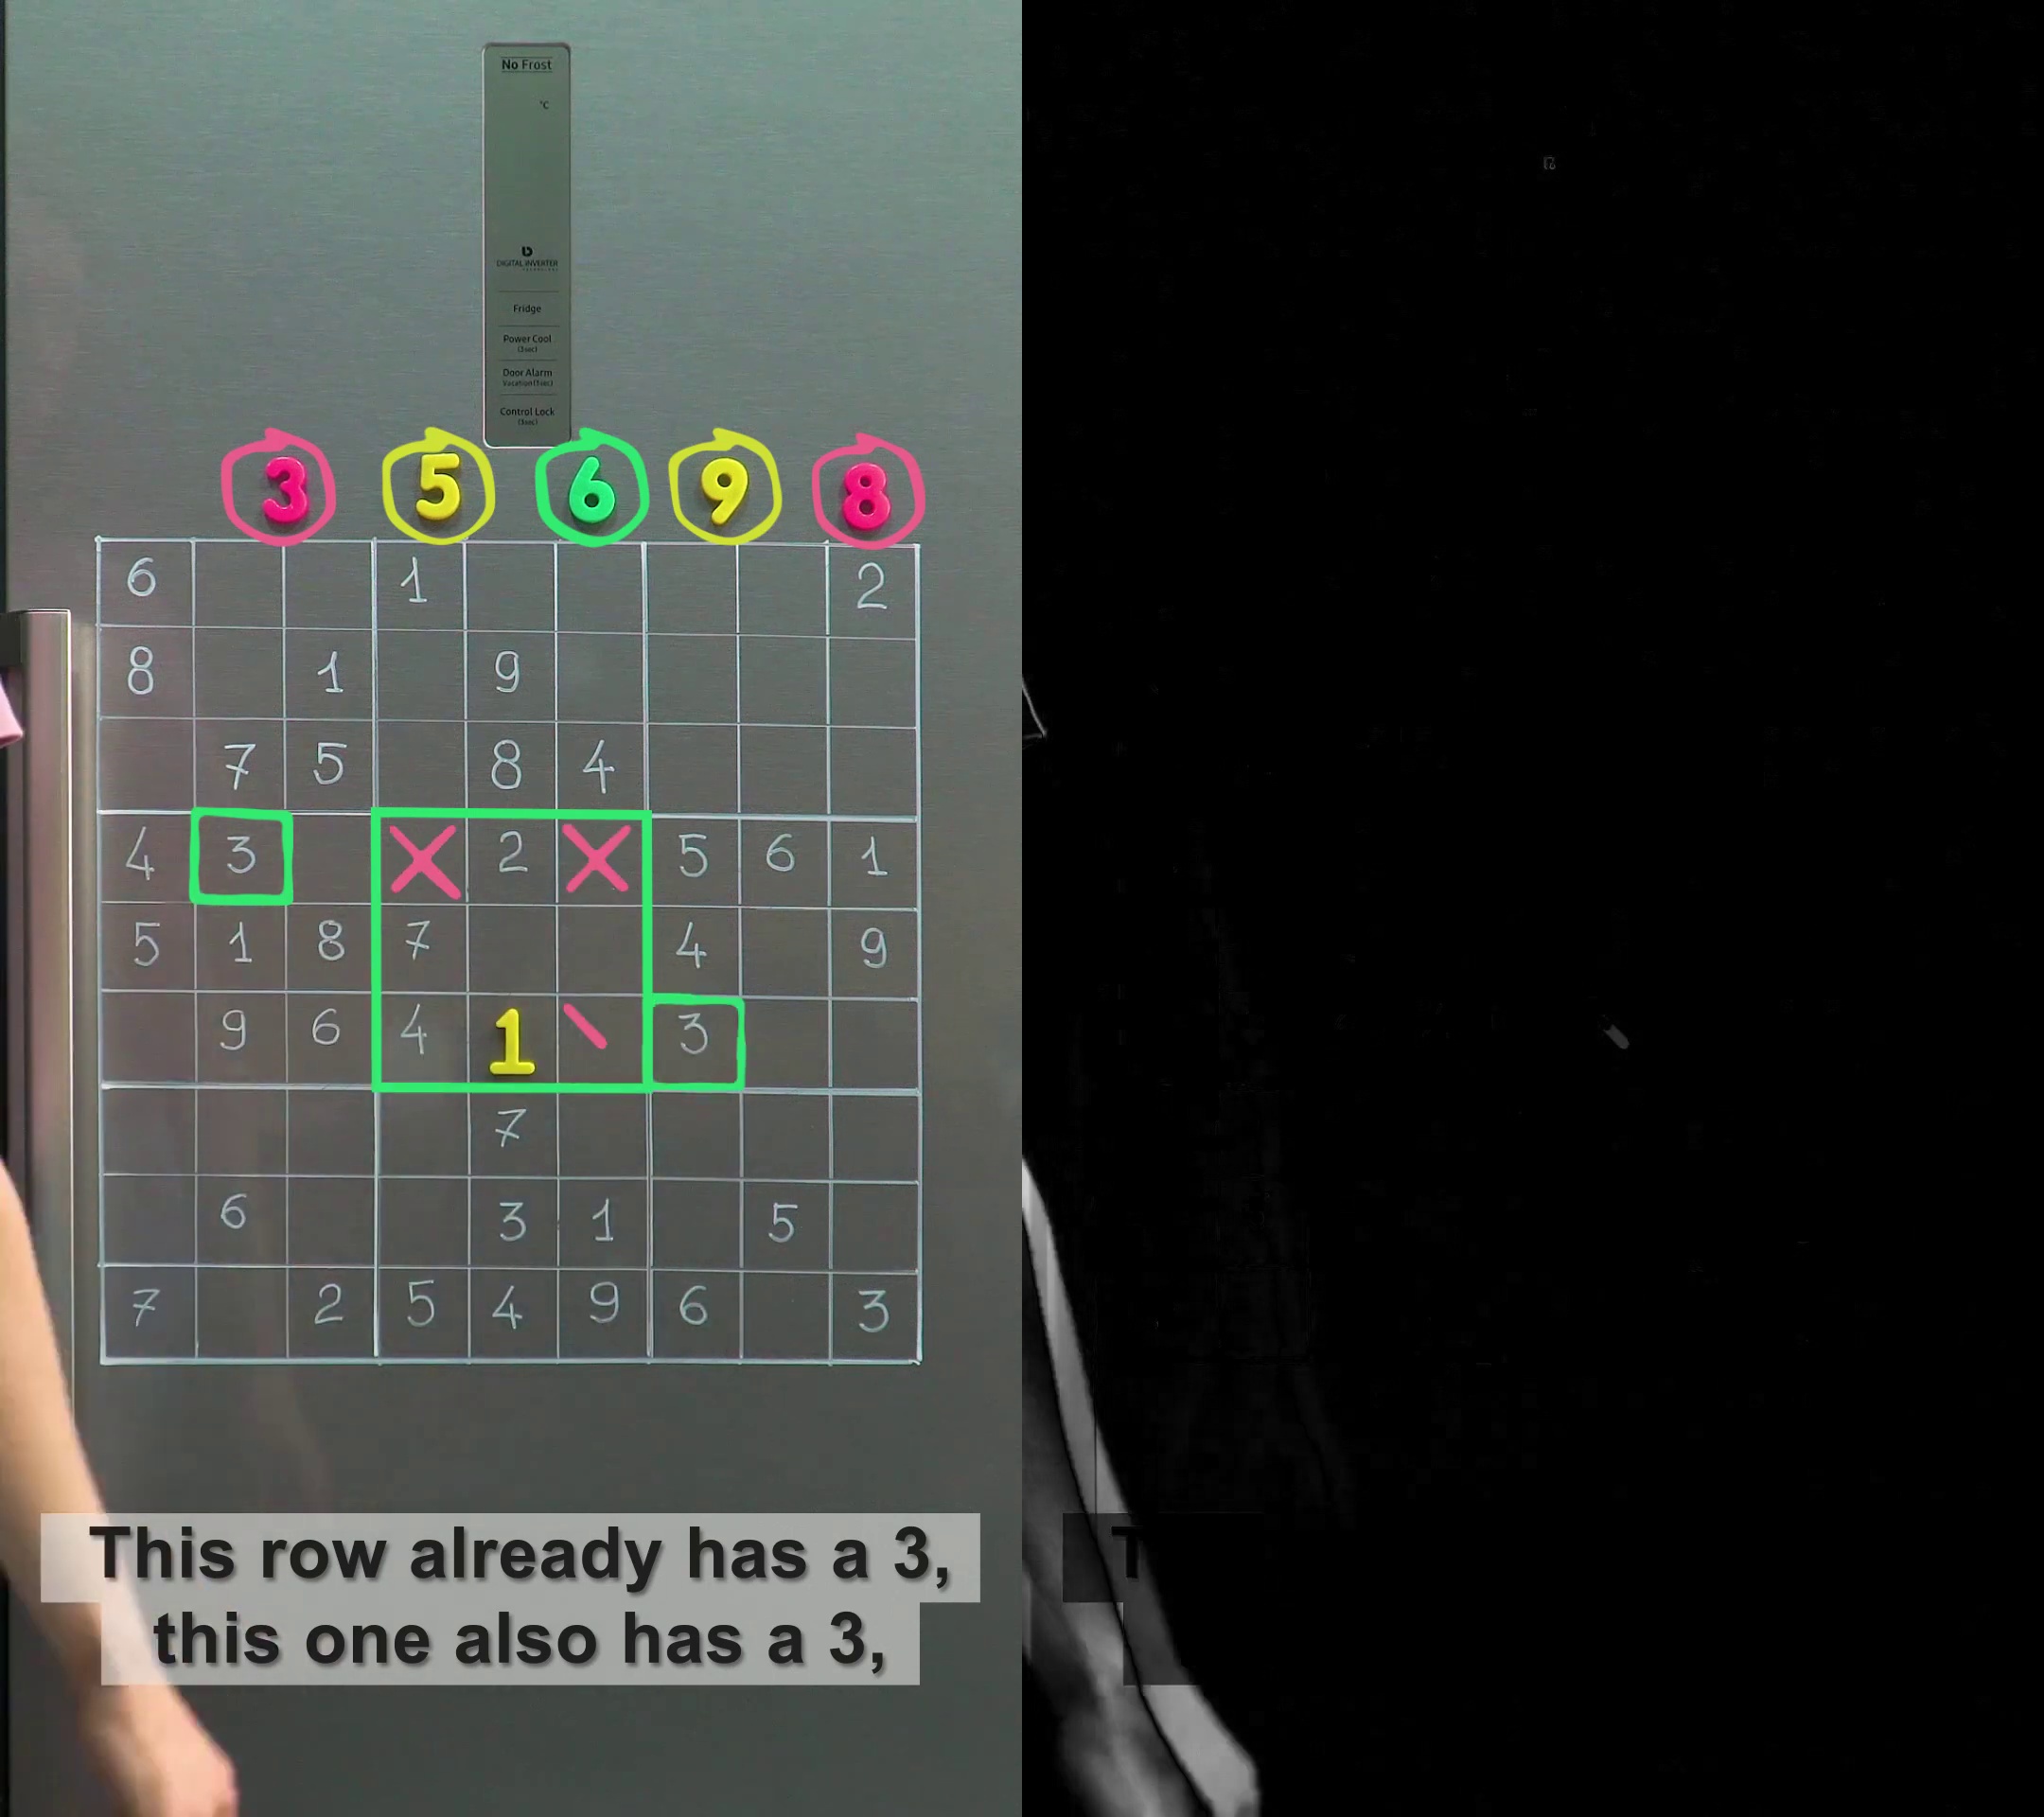 No Frost
°C
DIGITAL INVERTER
Fridge
Power Cool
(3sec)
Door Alarm
Control Lock
(3sec)
3 5 6 9 8
6 1 2
8 1 9
7 5 8 4
4 3 2 5 6 1
5 1 8 7 4 9
9 6 4 1 3
7
6 3 1 5
7 2 5 4 9 6 3
This row already has a 3,
this one also has a 3,
T